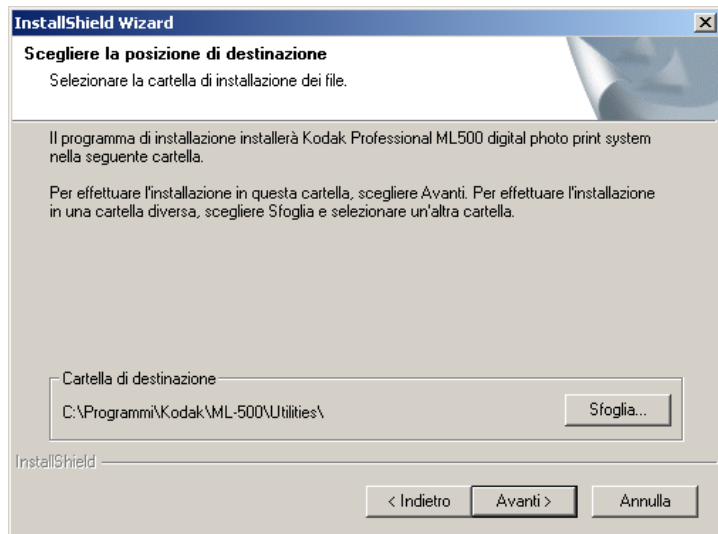 InstallShield Wizard
Scegliere la posizione di destinazione
Selezionare la cartella di installazione dei file.
Il programma di installazione installerà Kodak Professional ML500 digital photo print system
nella seguente cartella.
Per effettuare l'installazione in questa cartella, scegliere Avanti. Per effettuare l'installazione
in una cartella diversa, scegliere Sfoglia e selezionare un'altra cartella.
Cartella di destinazione
C:\Programmi\Kodak\ML-500\Utilities\
Sfoglia...
InstallShield
< Indietro
Avanti >
Annulla